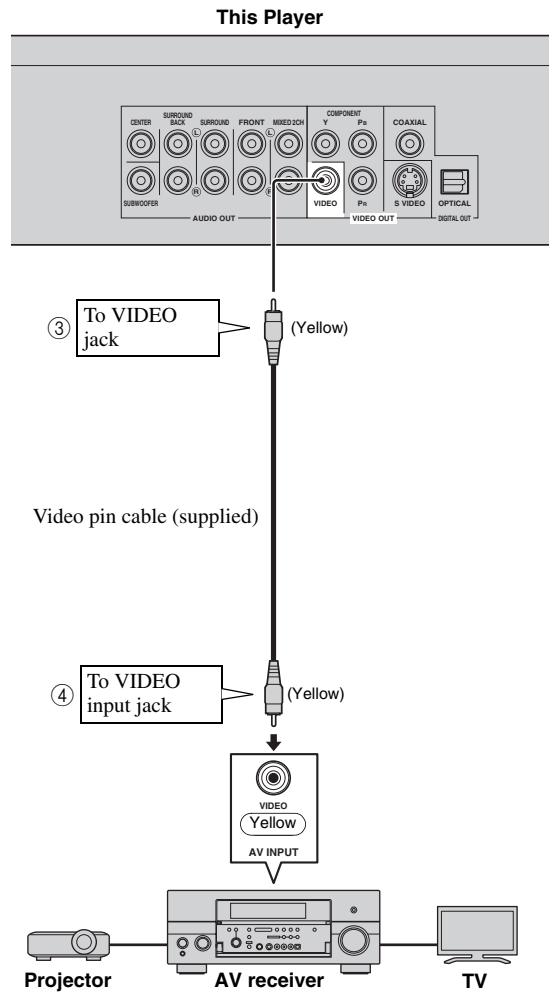 This Player
CENTER
SURROUND
BACK
SURROUND
FRONT
MIXED 2CH
COMPONENT
Y
PB
COAXIAL
L
L
R
R
SUBWOOFER
VIDEO
PR
S VIDEO
OPTICAL
AUDIO OUT
VIDEO OUT
DIGITAL OUT
③
To VIDEO
jack
(Yellow)
Video pin cable (supplied)
④
To VIDEO
input jack
(Yellow)
VIDEO
Yellow
AV INPUT
Projector
AV receiver
TV